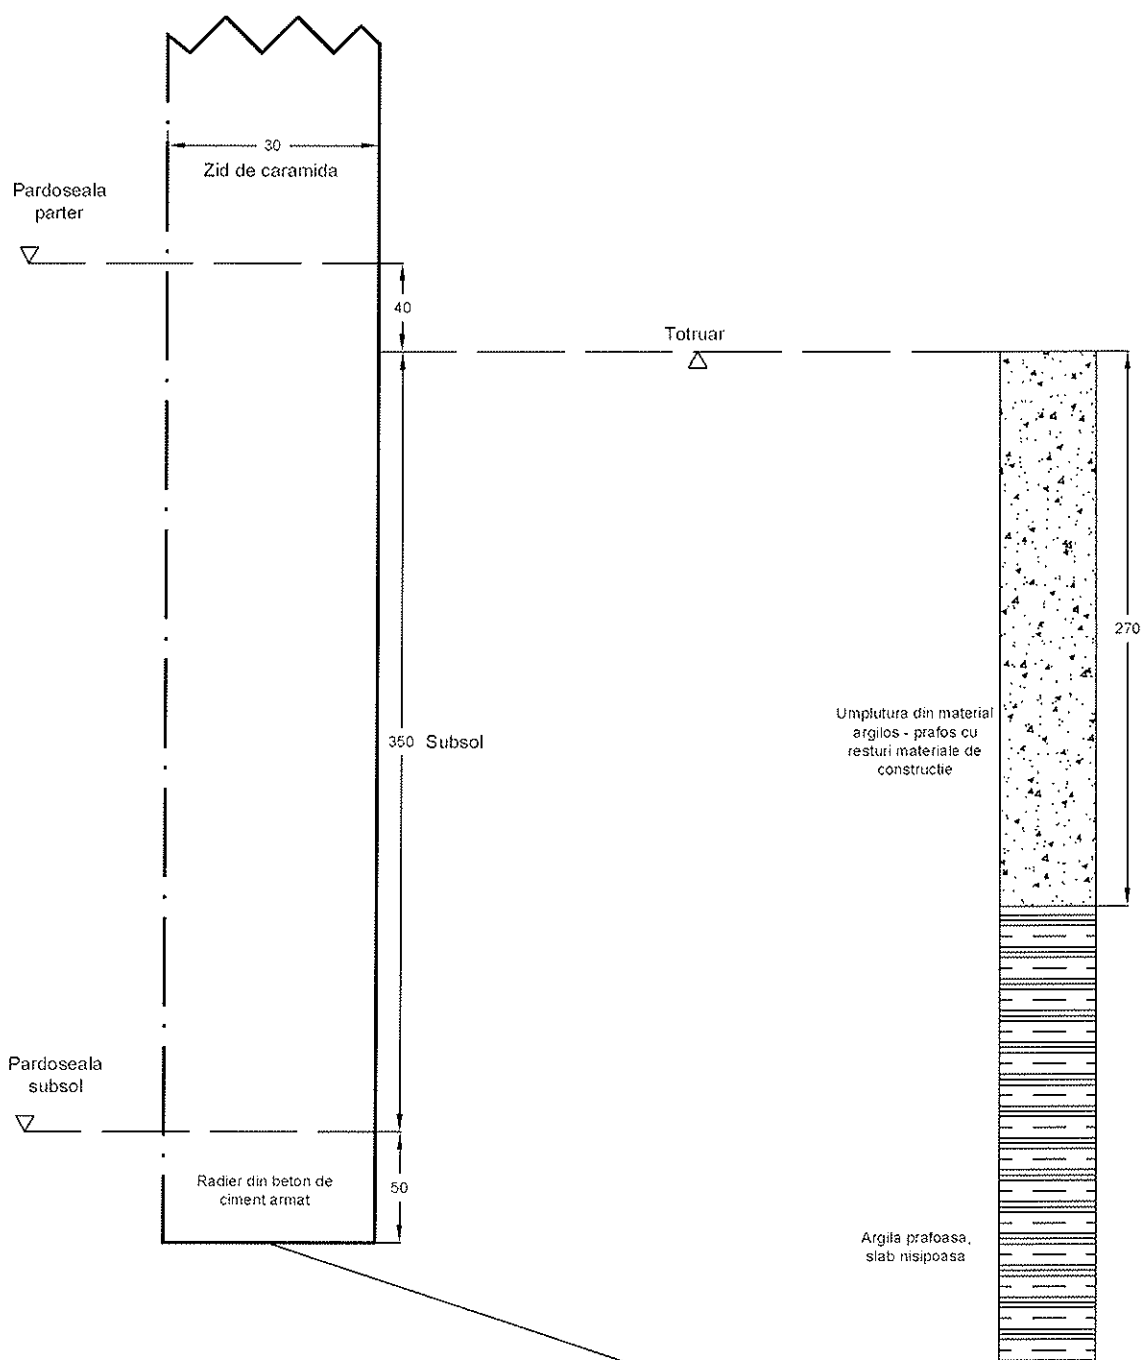 30
Zid de caramida
Pardoseala
parter
40
Totruar
270
Umplutura din material
argilos - prafos cu
resturi materiale de
constructie
350 Subsol
Pardoseala
subsol
Radier din beton de
ciment armat
50
Argila prafoasa,
slab nisipoasa